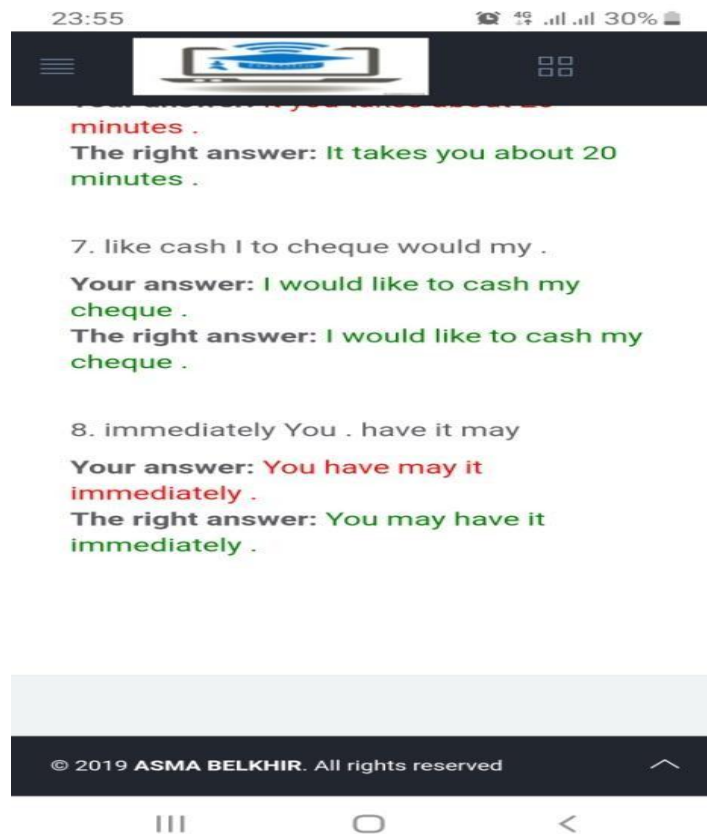 23:55
4G 30%
minutes .
The right answer: It takes you about 20
minutes .
7. like cash I to cheque would my .
Your answer: I would like to cash my
cheque .
The right answer: I would like to cash my
cheque .
8. immediately You . have it may
Your answer: You have may it
immediately .
The right answer: You may have it
immediately .
© 2019 ASMA BELKHIR. All rights reserved